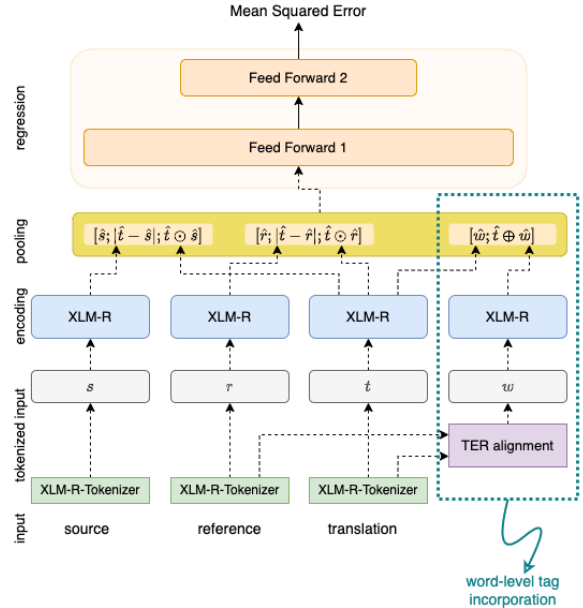 Mean Squared Error
regression
Feed Forward 2
Feed Forward 1
pooling
[ŝ; |t̂ − ŝ|; t̂ ⊙ ŝ]
[r̂; |t̂ − r̂|; t̂ ⊙ r̂]
[ŵ; t̂ ⊕ ŵ]
encoding
XLM-R
XLM-R
XLM-R
XLM-R
tokenized input
s
r
t
w
TER alignment
input
XLM-R-Tokenizer
XLM-R-Tokenizer
XLM-R-Tokenizer
source
reference
translation
word-level tag
incorporation